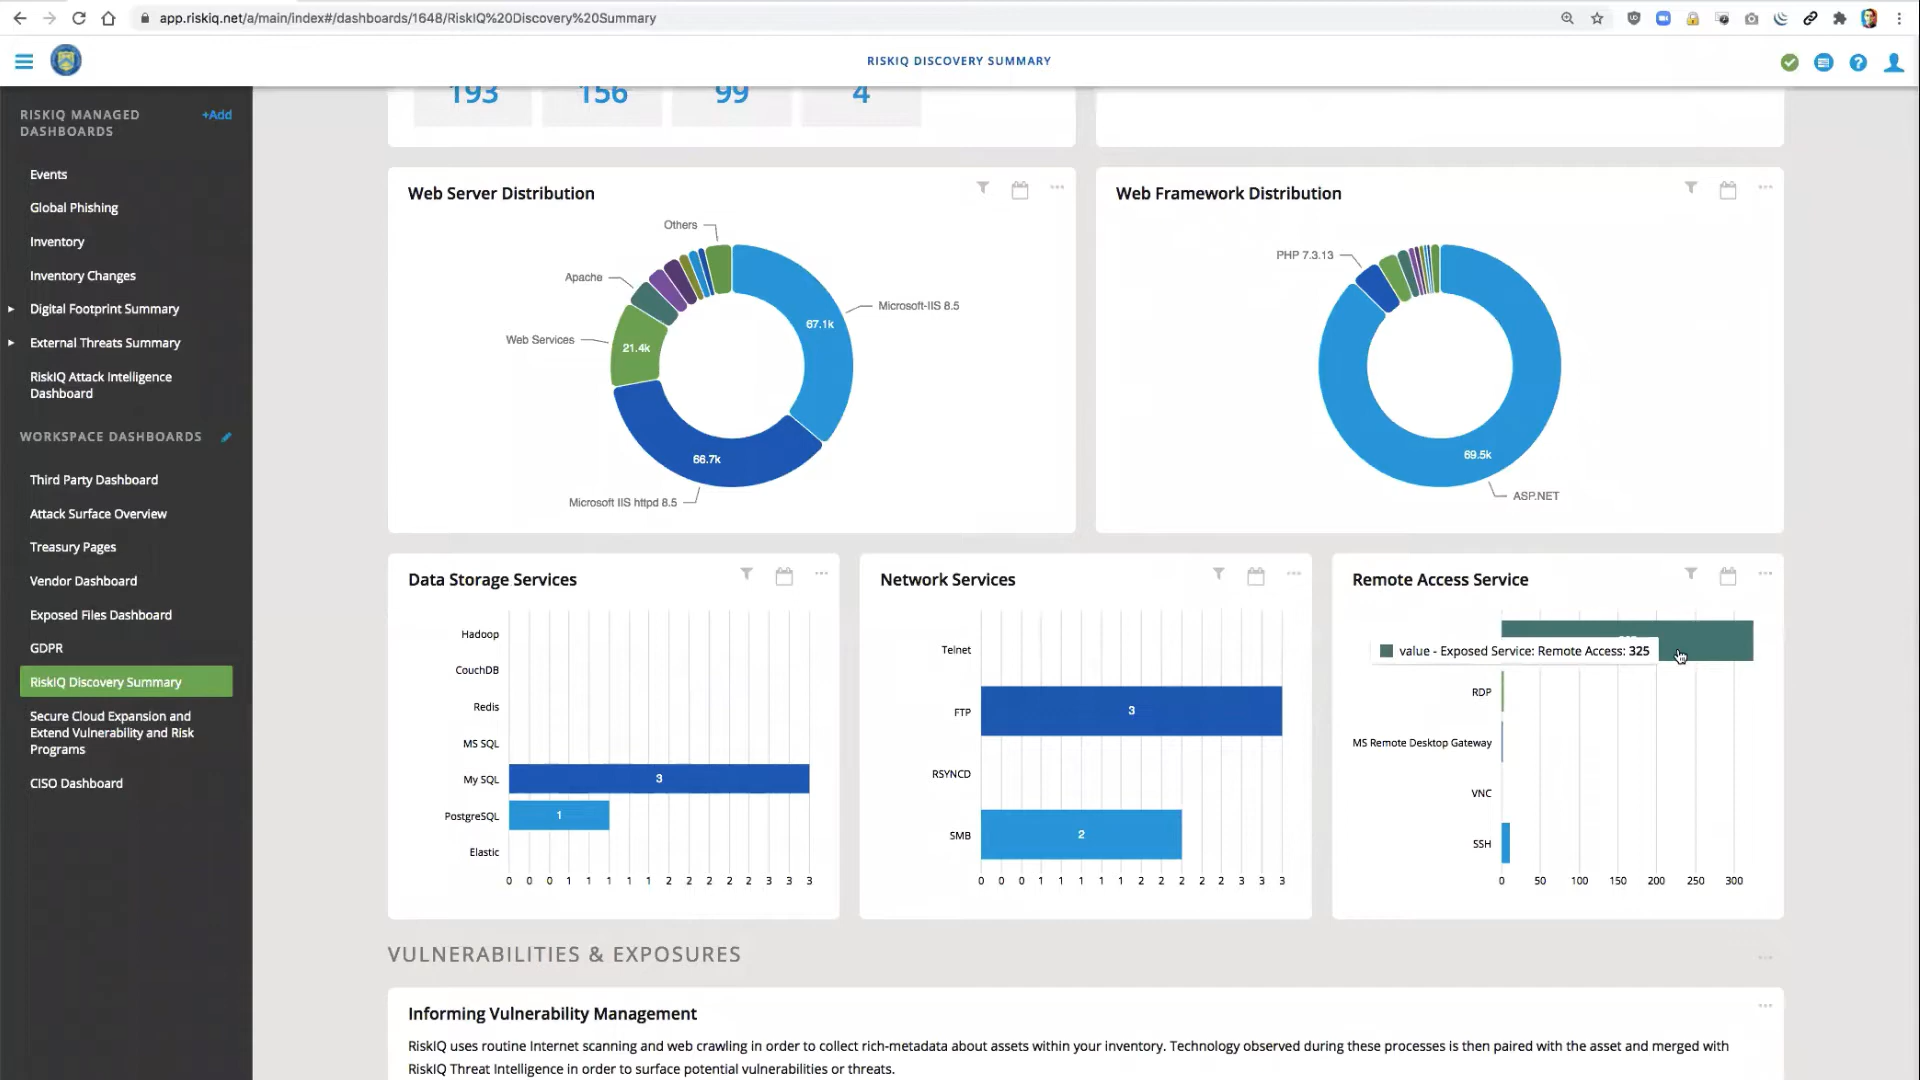 app.riskiq.net/a/main/index#/dashboards/1648/RiskIQ%20Discovery%20Summary
RISKIQ DISCOVERY SUMMARY
RISKIQ MANAGED
DASHBOARDS
+Add
Events
Global Phishing
Inventory
Inventory Changes
Digital Footprint Summary
External Threats Summary
RiskIQ Attack Intelligence
Dashboard
WORKSPACE DASHBOARDS
Third Party Dashboard
Attack Surface Overview
Treasury Pages
Vendor Dashboard
Exposed Files Dashboard
GDPR
RiskIQ Discovery Summary
Secure Cloud Expansion and
Extend Vulnerability and Risk
Programs
CISO Dashboard
193 156 99 4
Web Server Distribution
Others
Apache
Web Services
Microsoft-IIS 8.5
67.1k
21.4k
66.7k
Microsoft IIS httpd 8.5
Web Framework Distribution
PHP 7.3.13
69.5k
ASP.NET
Data Storage Services
Hadoop
CouchDB
Redis
MS SQL
My SQL 3
PostgreSQL 1
Elastic
0 0 0 1 1 1 1 1 2 2 2 2 2 3 3 3
Network Services
Telnet
FTP 3
RSYNCD
SMB 2
0 0 0 1 1 1 1 1 2 2 2 2 2 3 3 3
Remote Access Service
value - Exposed Service: Remote Access: 325
RDP
MS Remote Desktop Gateway
VNC
SSH
0 50 100 150 200 250 300
VULNERABILITIES & EXPOSURES
Informing Vulnerability Management
RiskIQ uses routine Internet scanning and web crawling in order to collect rich-metadata about assets within your inventory. Technology observed during these processes is then paired with the asset and merged with
RiskIQ Threat Intelligence in order to surface potential vulnerabilities or threats.